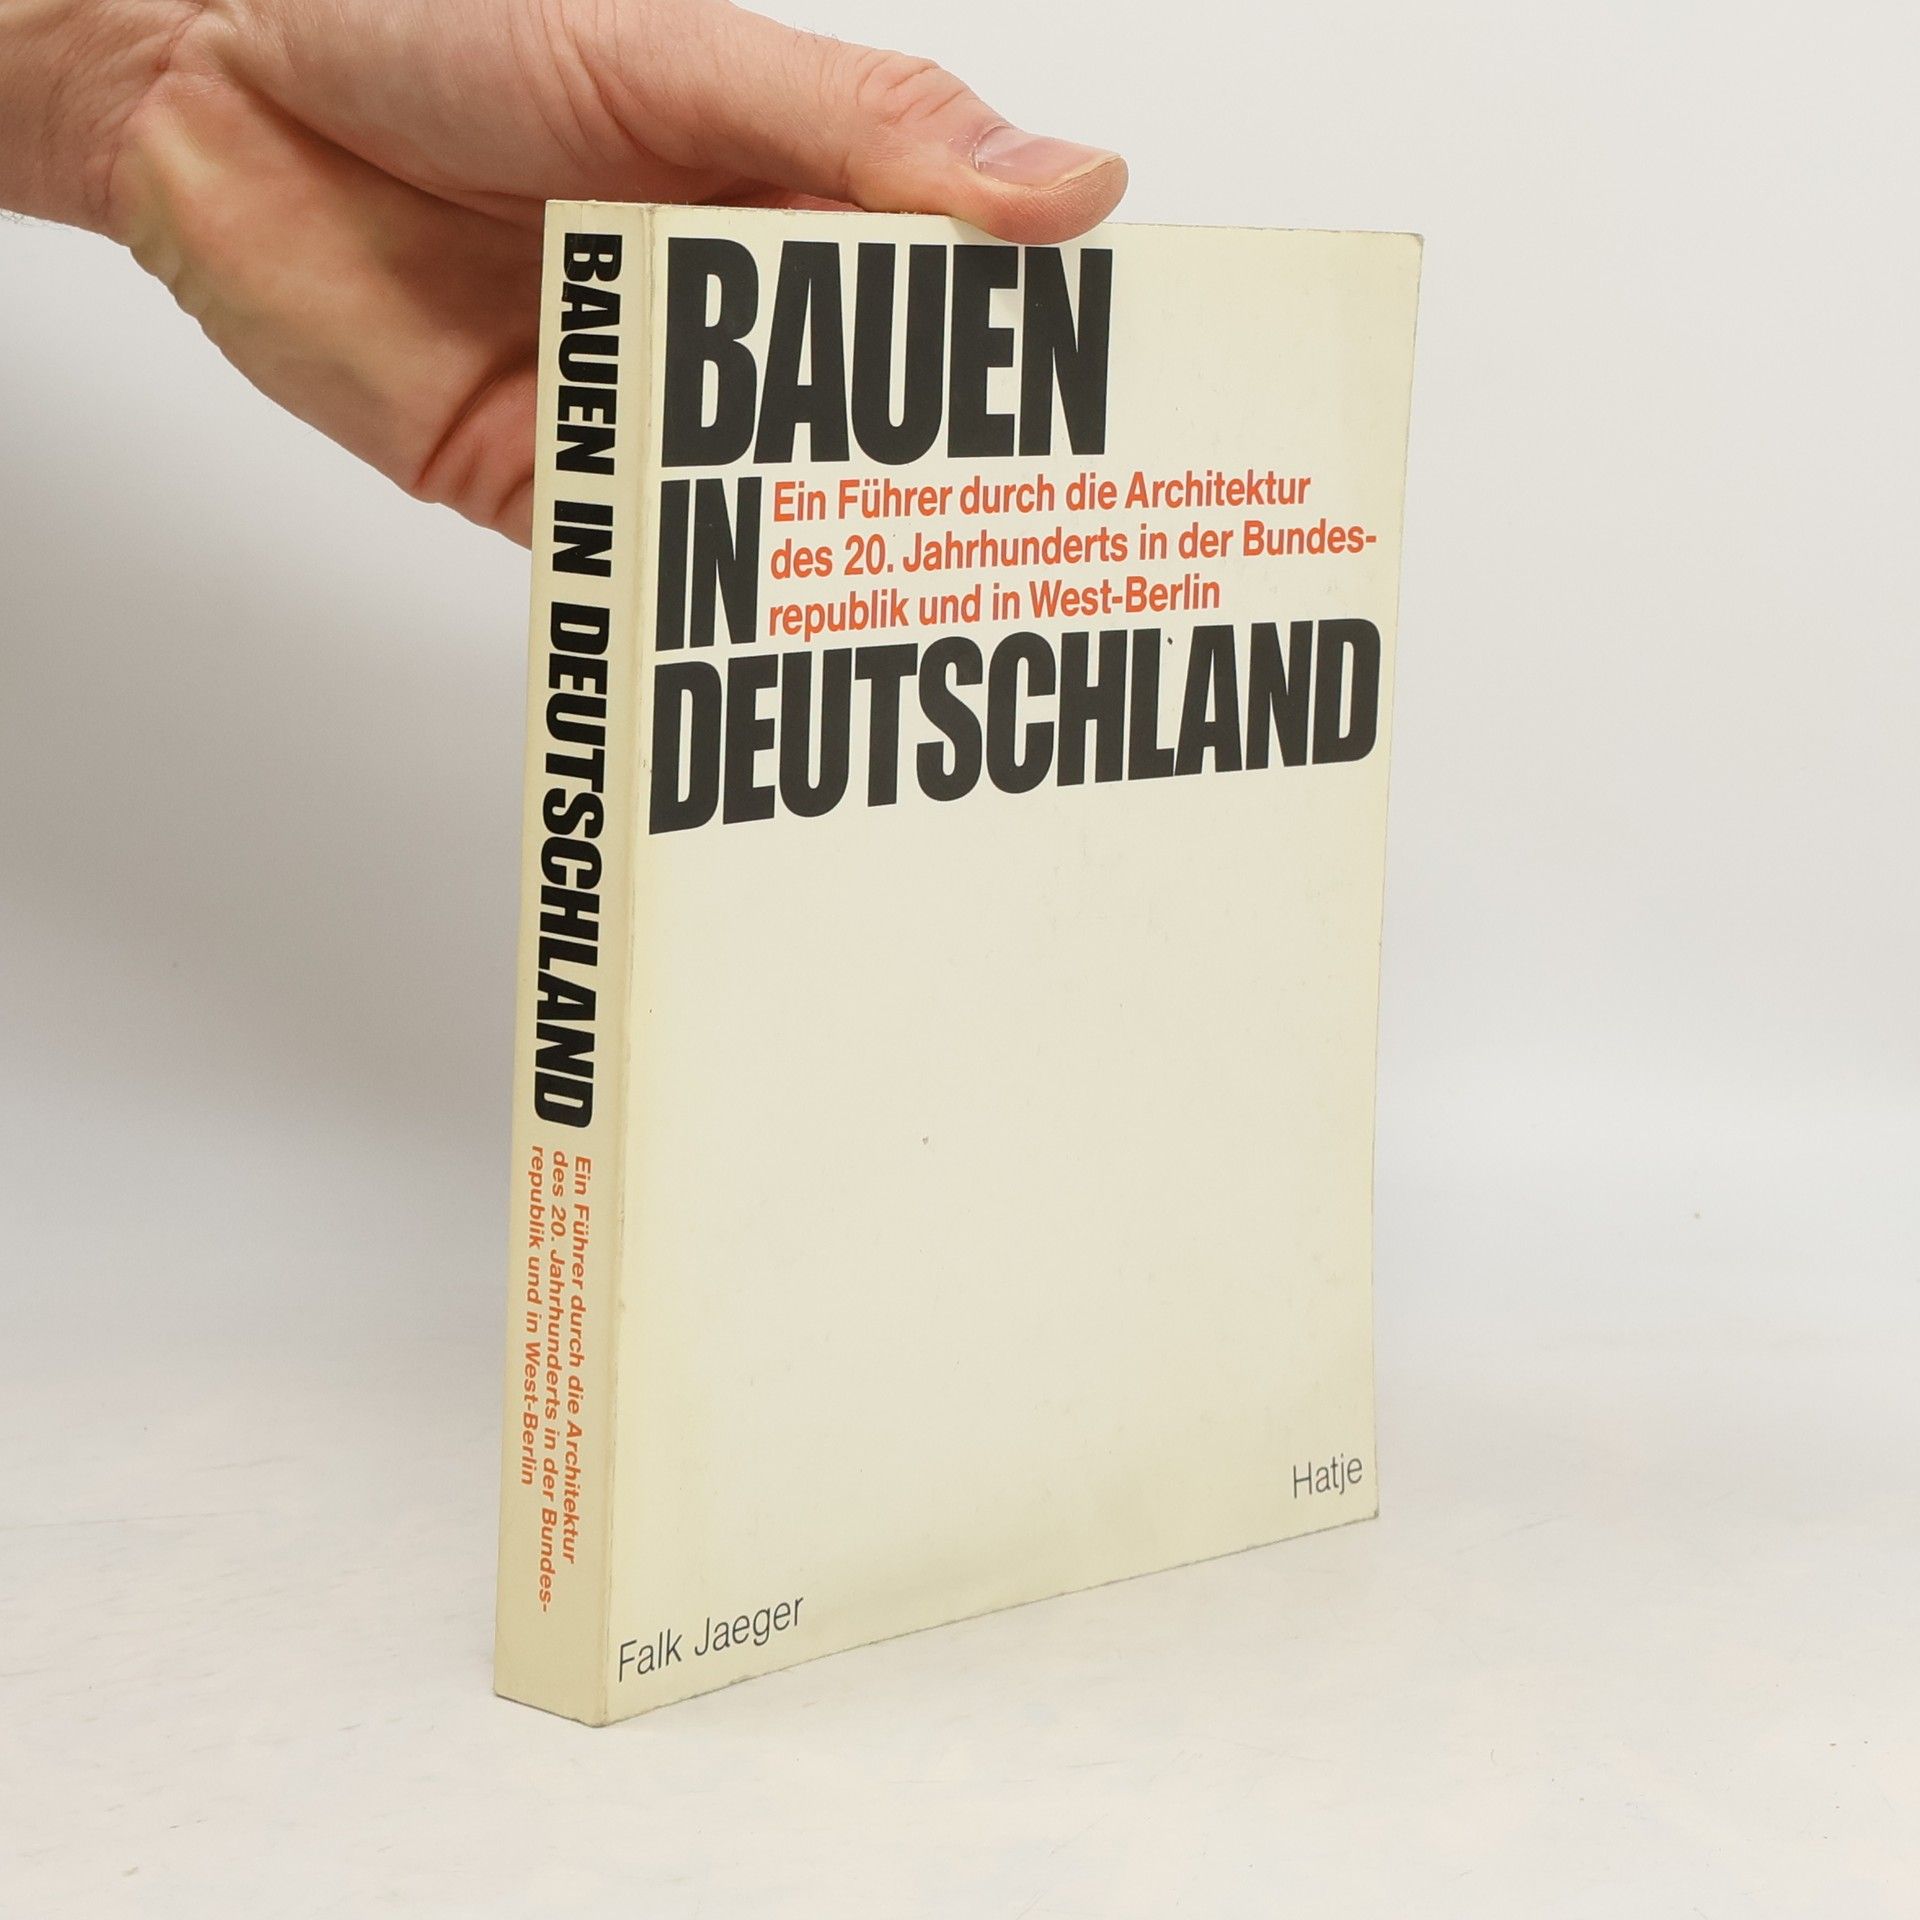 BAUEN IN DEUTSCHLAND
Ein Führer durch die Architektur
des 20. Jahrhunderts in der Bundes-
republik und in West-Berlin
BAUEN
IN
Ein Führer durch die Architektur
des 20. Jahrhunderts in der Bundes-
republik und in West-Berlin
DEUTSCHLAND
Falk Jaeger
Hatje